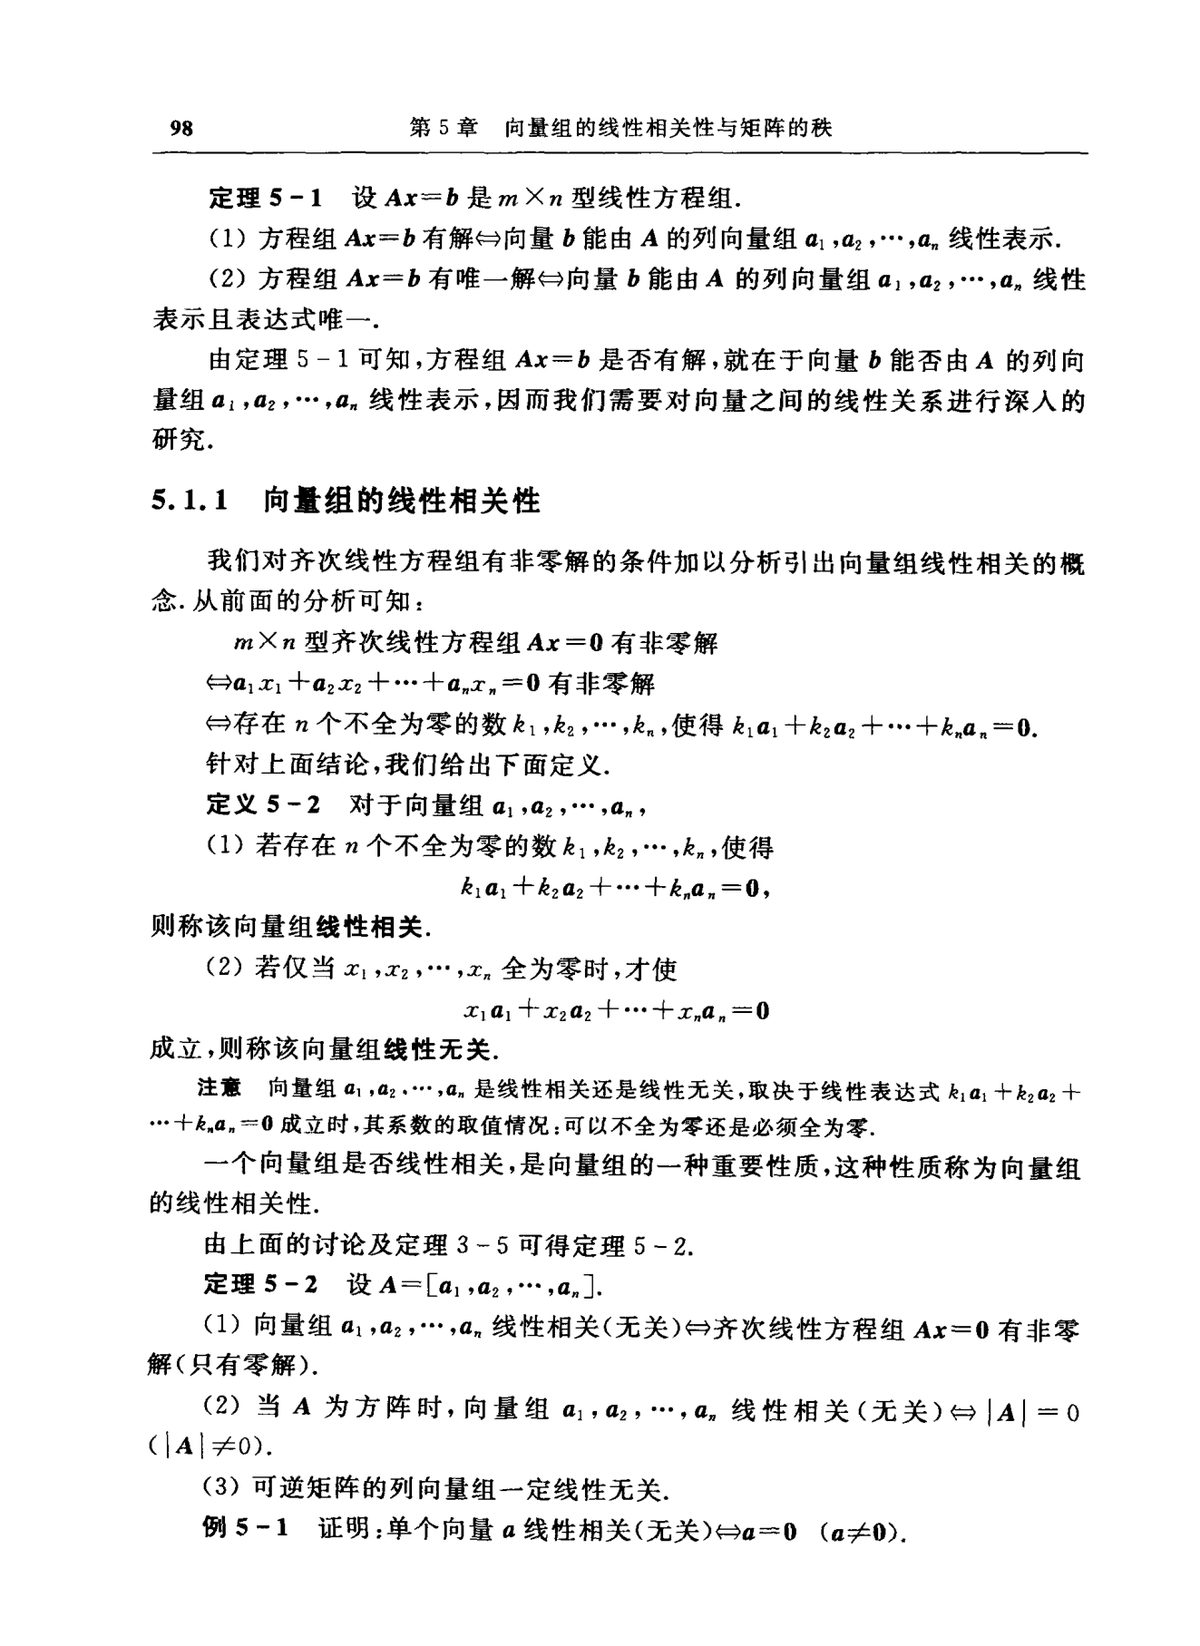 98 第5章 向量组的线性相关性与矩阵的秩
定理 5-1 设 Ax=b 是 m×n 型线性方程组.
(1) 方程组 Ax=b 有解⇔向量 b 能由 A 的列向量组 a₁,a₂,⋯,aₙ 线性表示.
(2) 方程组 Ax=b 有唯一解⇔向量 b 能由 A 的列向量组 a₁,a₂,⋯,aₙ 线性
表示且表达式唯一.
由定理 5-1 可知,方程组 Ax=b 是否有解,就在于向量 b 能否由 A 的列向
量组 a₁,a₂,⋯,aₙ 线性表示,因而我们需要对向量之间的线性关系进行深入的
研究.
5.1.1 向量组的线性相关性
我们对齐次线性方程组有非零解的条件加以分析引出向量组线性相关的概
念.从前面的分析可知:
m×n 型齐次线性方程组 Ax=0 有非零解
⇔a₁x₁+a₂x₂+⋯+aₙxₙ=0 有非零解
⇔存在 n 个不全为零的数 k₁,k₂,⋯,kₙ,使得 k₁a₁+k₂a₂+⋯+kₙaₙ=0.
针对上面结论,我们给出下面定义.
定义 5-2 对于向量组 a₁,a₂,⋯,aₙ,
(1) 若存在 n 个不全为零的数 k₁,k₂,⋯,kₙ,使得
k₁a₁+k₂a₂+⋯+kₙaₙ=0,
则称该向量组线性相关.
(2) 若仅当 x₁,x₂,⋯,xₙ 全为零时,才使
x₁a₁+x₂a₂+⋯+xₙaₙ=0
成立,则称该向量组线性无关.
注意 向量组 a₁,a₂,⋯,aₙ 是线性相关还是线性无关,取决于线性表达式 k₁a₁+k₂a₂+
⋯+kₙaₙ=0 成立时,其系数的取值情况:可以不全为零还是必须全为零.
一个向量组是否线性相关,是向量组的一种重要性质,这种性质称为向量组
的线性相关性.
由上面的讨论及定理 3-5 可得定理 5-2.
定理 5-2 设 A=[a₁,a₂,⋯,aₙ].
(1) 向量组 a₁,a₂,⋯,aₙ 线性相关(无关)⇔齐次线性方程组 Ax=0 有非零
解(只有零解).
(2) 当 A 为方阵时,向量组 a₁,a₂,⋯,aₙ 线性相关(无关)⇔|A|=0
(|A|≠0).
(3) 可逆矩阵的列向量组一定线性无关.
例 5-1 证明:单个向量 a 线性相关(无关)⇔a=0 (a≠0).